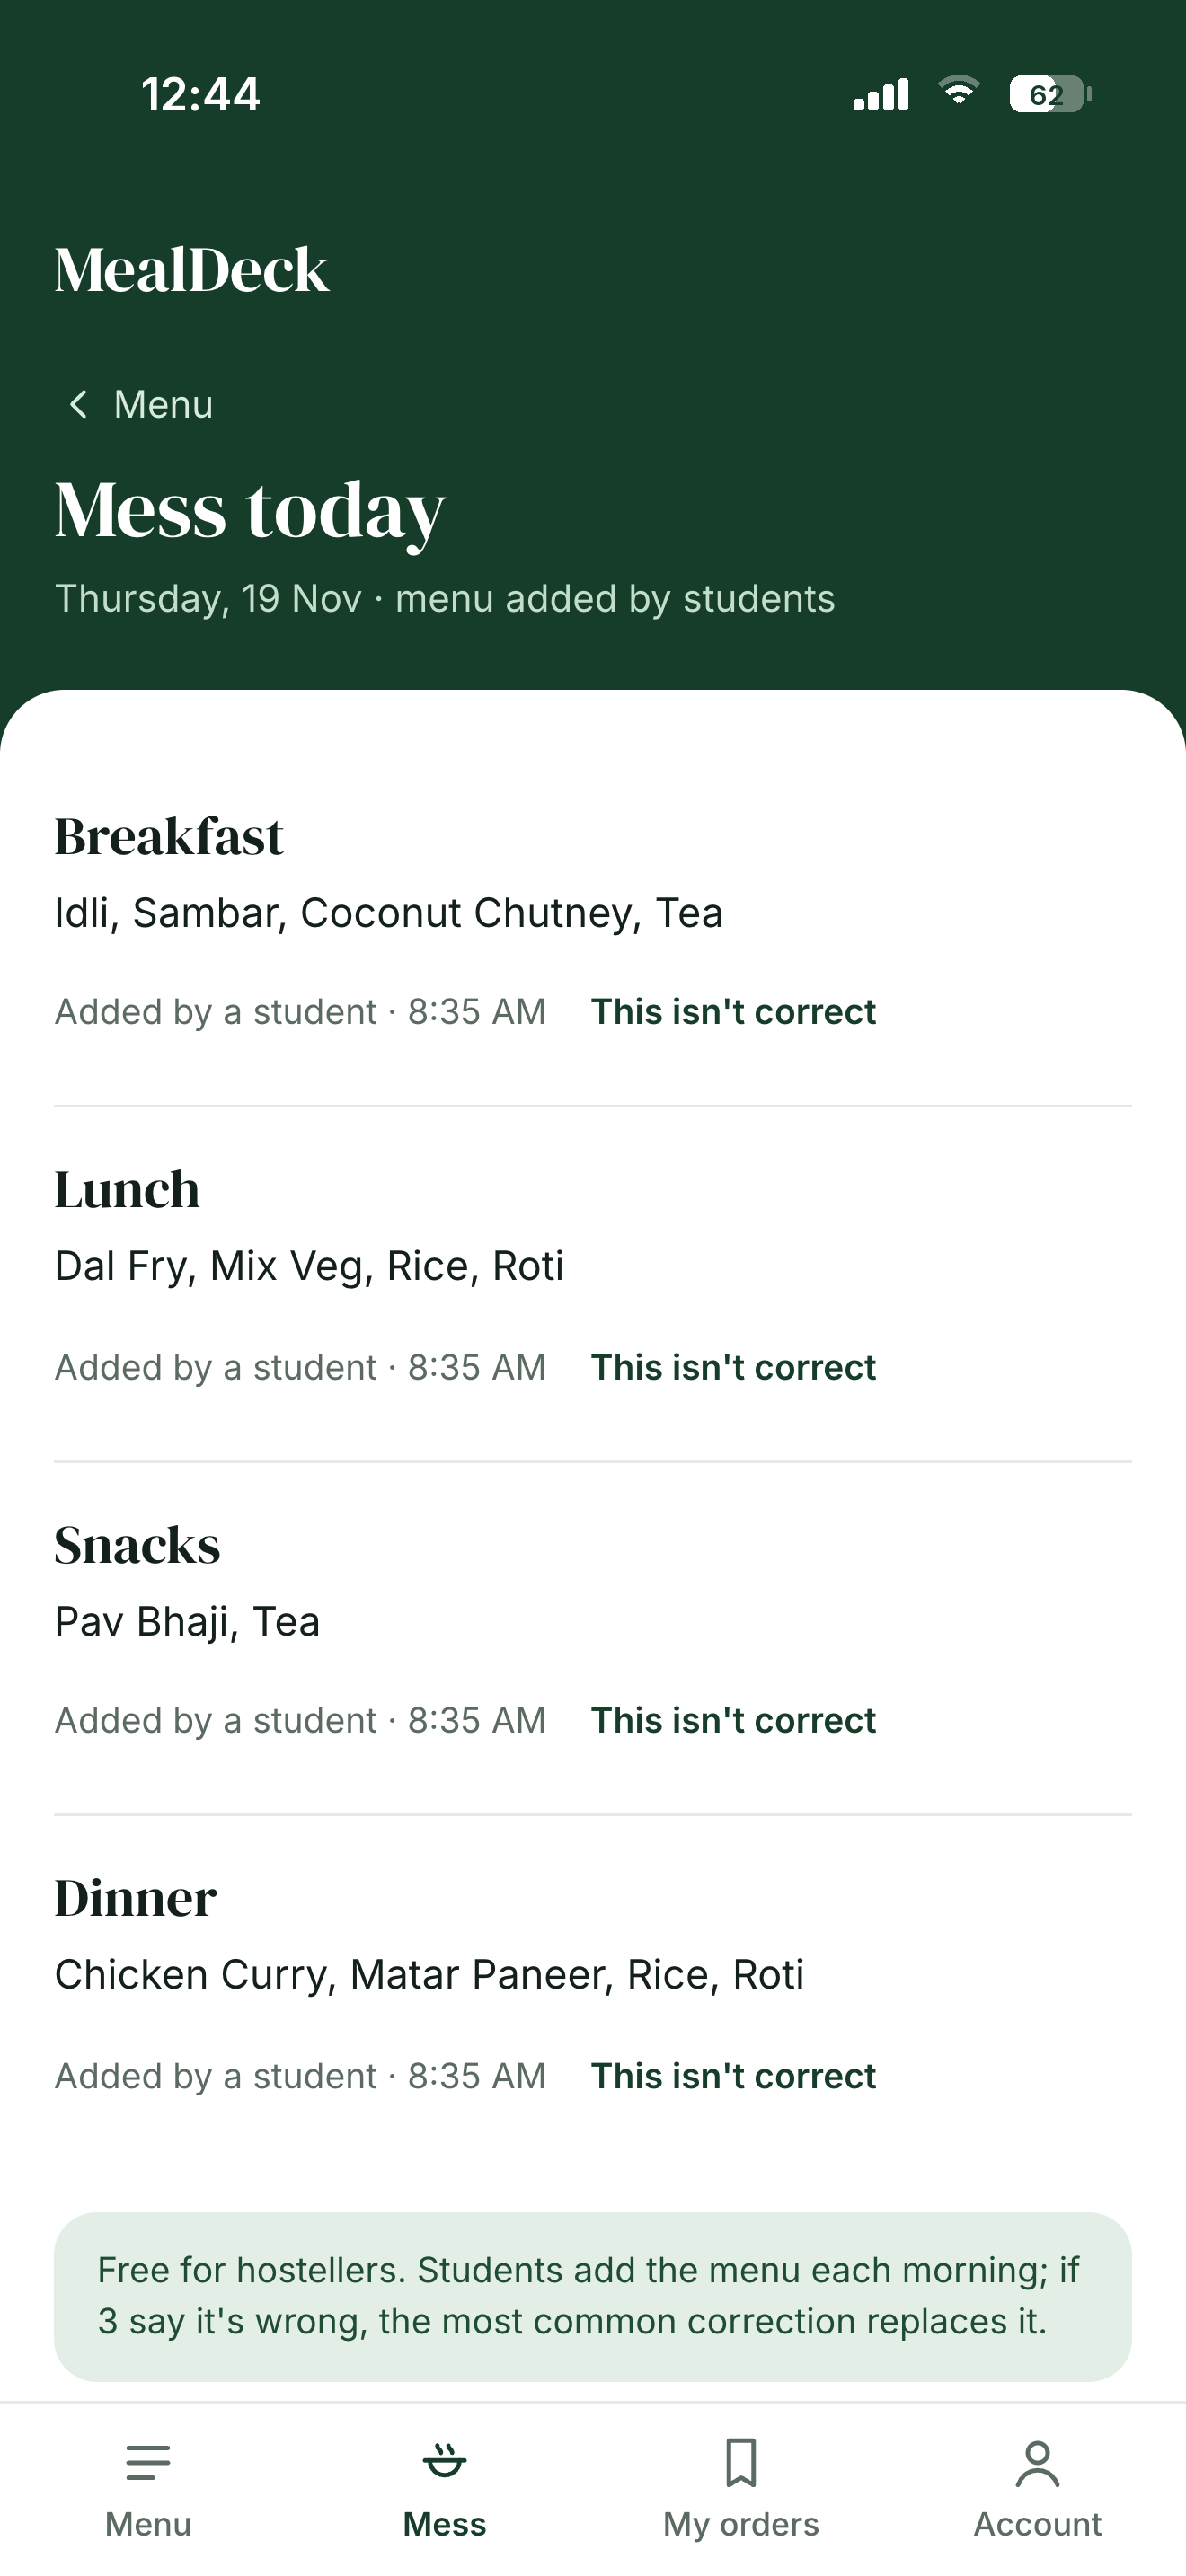 12:44
62
MealDeck
Menu
Mess today
Thursday, 19 Nov · menu added by students
Breakfast
Idli, Sambar, Coconut Chutney, Tea
Added by a student · 8:35 AM This isn't correct
Lunch
Dal Fry, Mix Veg, Rice, Roti
Added by a student · 8:35 AM This isn't correct
Snacks
Pav Bhaji, Tea
Added by a student · 8:35 AM This isn't correct
Dinner
Chicken Curry, Matar Paneer, Rice, Roti
Added by a student · 8:35 AM This isn't correct
Free for hostellers. Students add the menu each morning; if
3 say it's wrong, the most common correction replaces it.
Menu Mess My orders Account